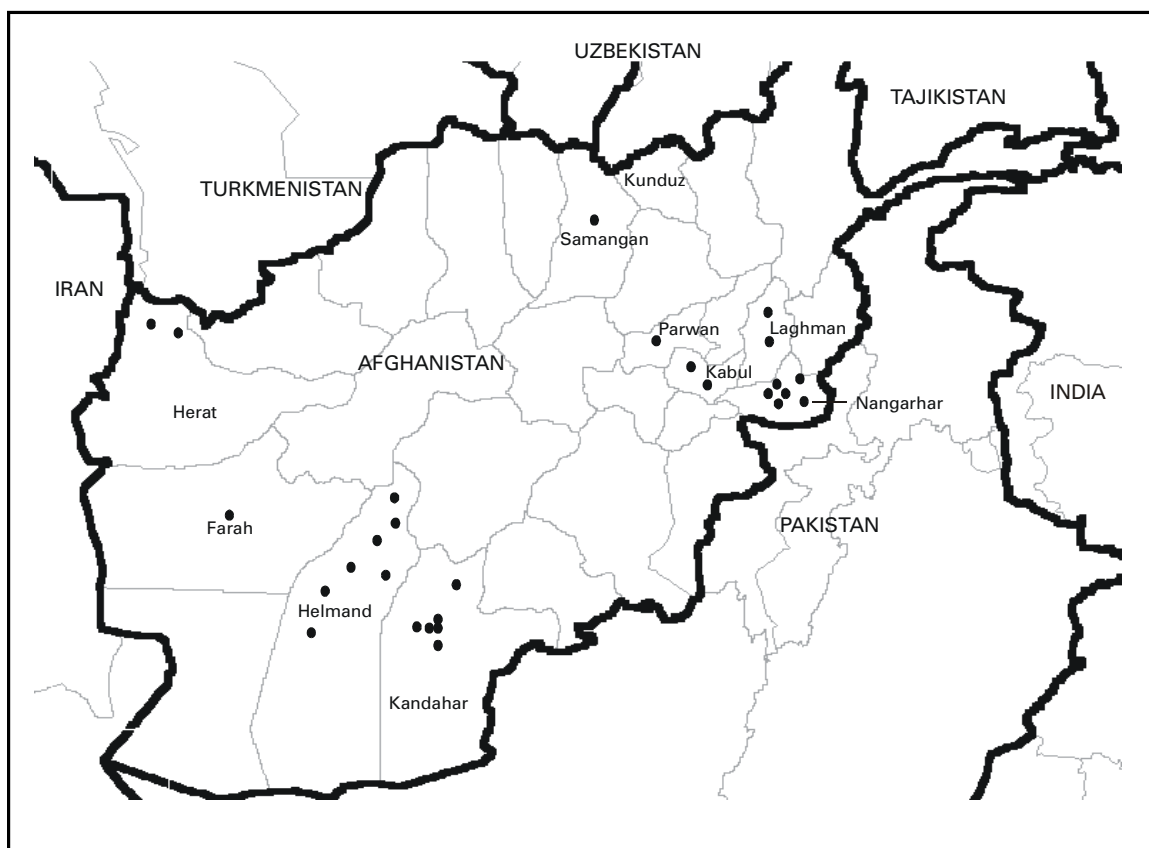 UZBEKISTAN
TAJIKISTAN
TURKMENISTAN
Kunduz
Samangan
IRAN
Parwan
Laghman
AFGHANISTAN
Kabul
INDIA
Nangarhar
Herat
Farah
PAKISTAN
Helmand
Kandahar